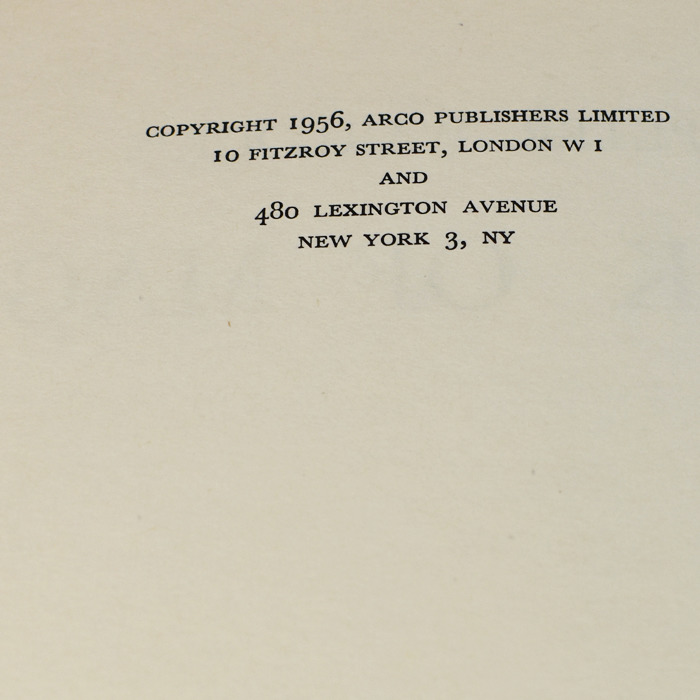 COPYRIGHT 1956, ARCO PUBLISHERS LIMITED
10 FITZROY STREET, LONDON W 1
AND
480 LEXINGTON AVENUE
NEW YORK 3, NY